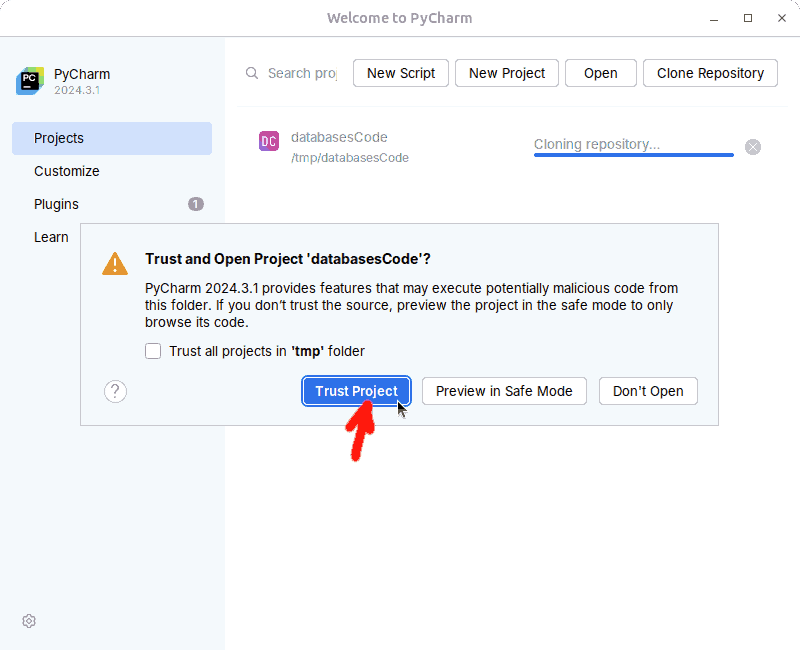 Welcome to PyCharm
PC
PyCharm
2024.3.1
Search proj
New Script
New Project
Open
Clone Repository
Projects
Customize
Plugins
1
Learn
DC
databasesCode
/tmp/databasesCode
Cloning repository...
Trust and Open Project 'databasesCode'?
PyCharm 2024.3.1 provides features that may execute potentially malicious code from
this folder. If you don't trust the source, preview the project in the safe mode to only
browse its code.
Trust all projects in 'tmp' folder
?
Trust Project
Preview in Safe Mode
Don't Open